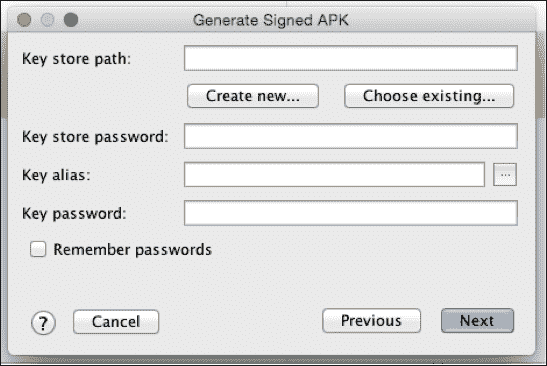 Generate Signed APK
Key store path:
Create new... Choose existing...
Key store password:
Key alias: ...
Key password:
Remember passwords
? Cancel Previous Next